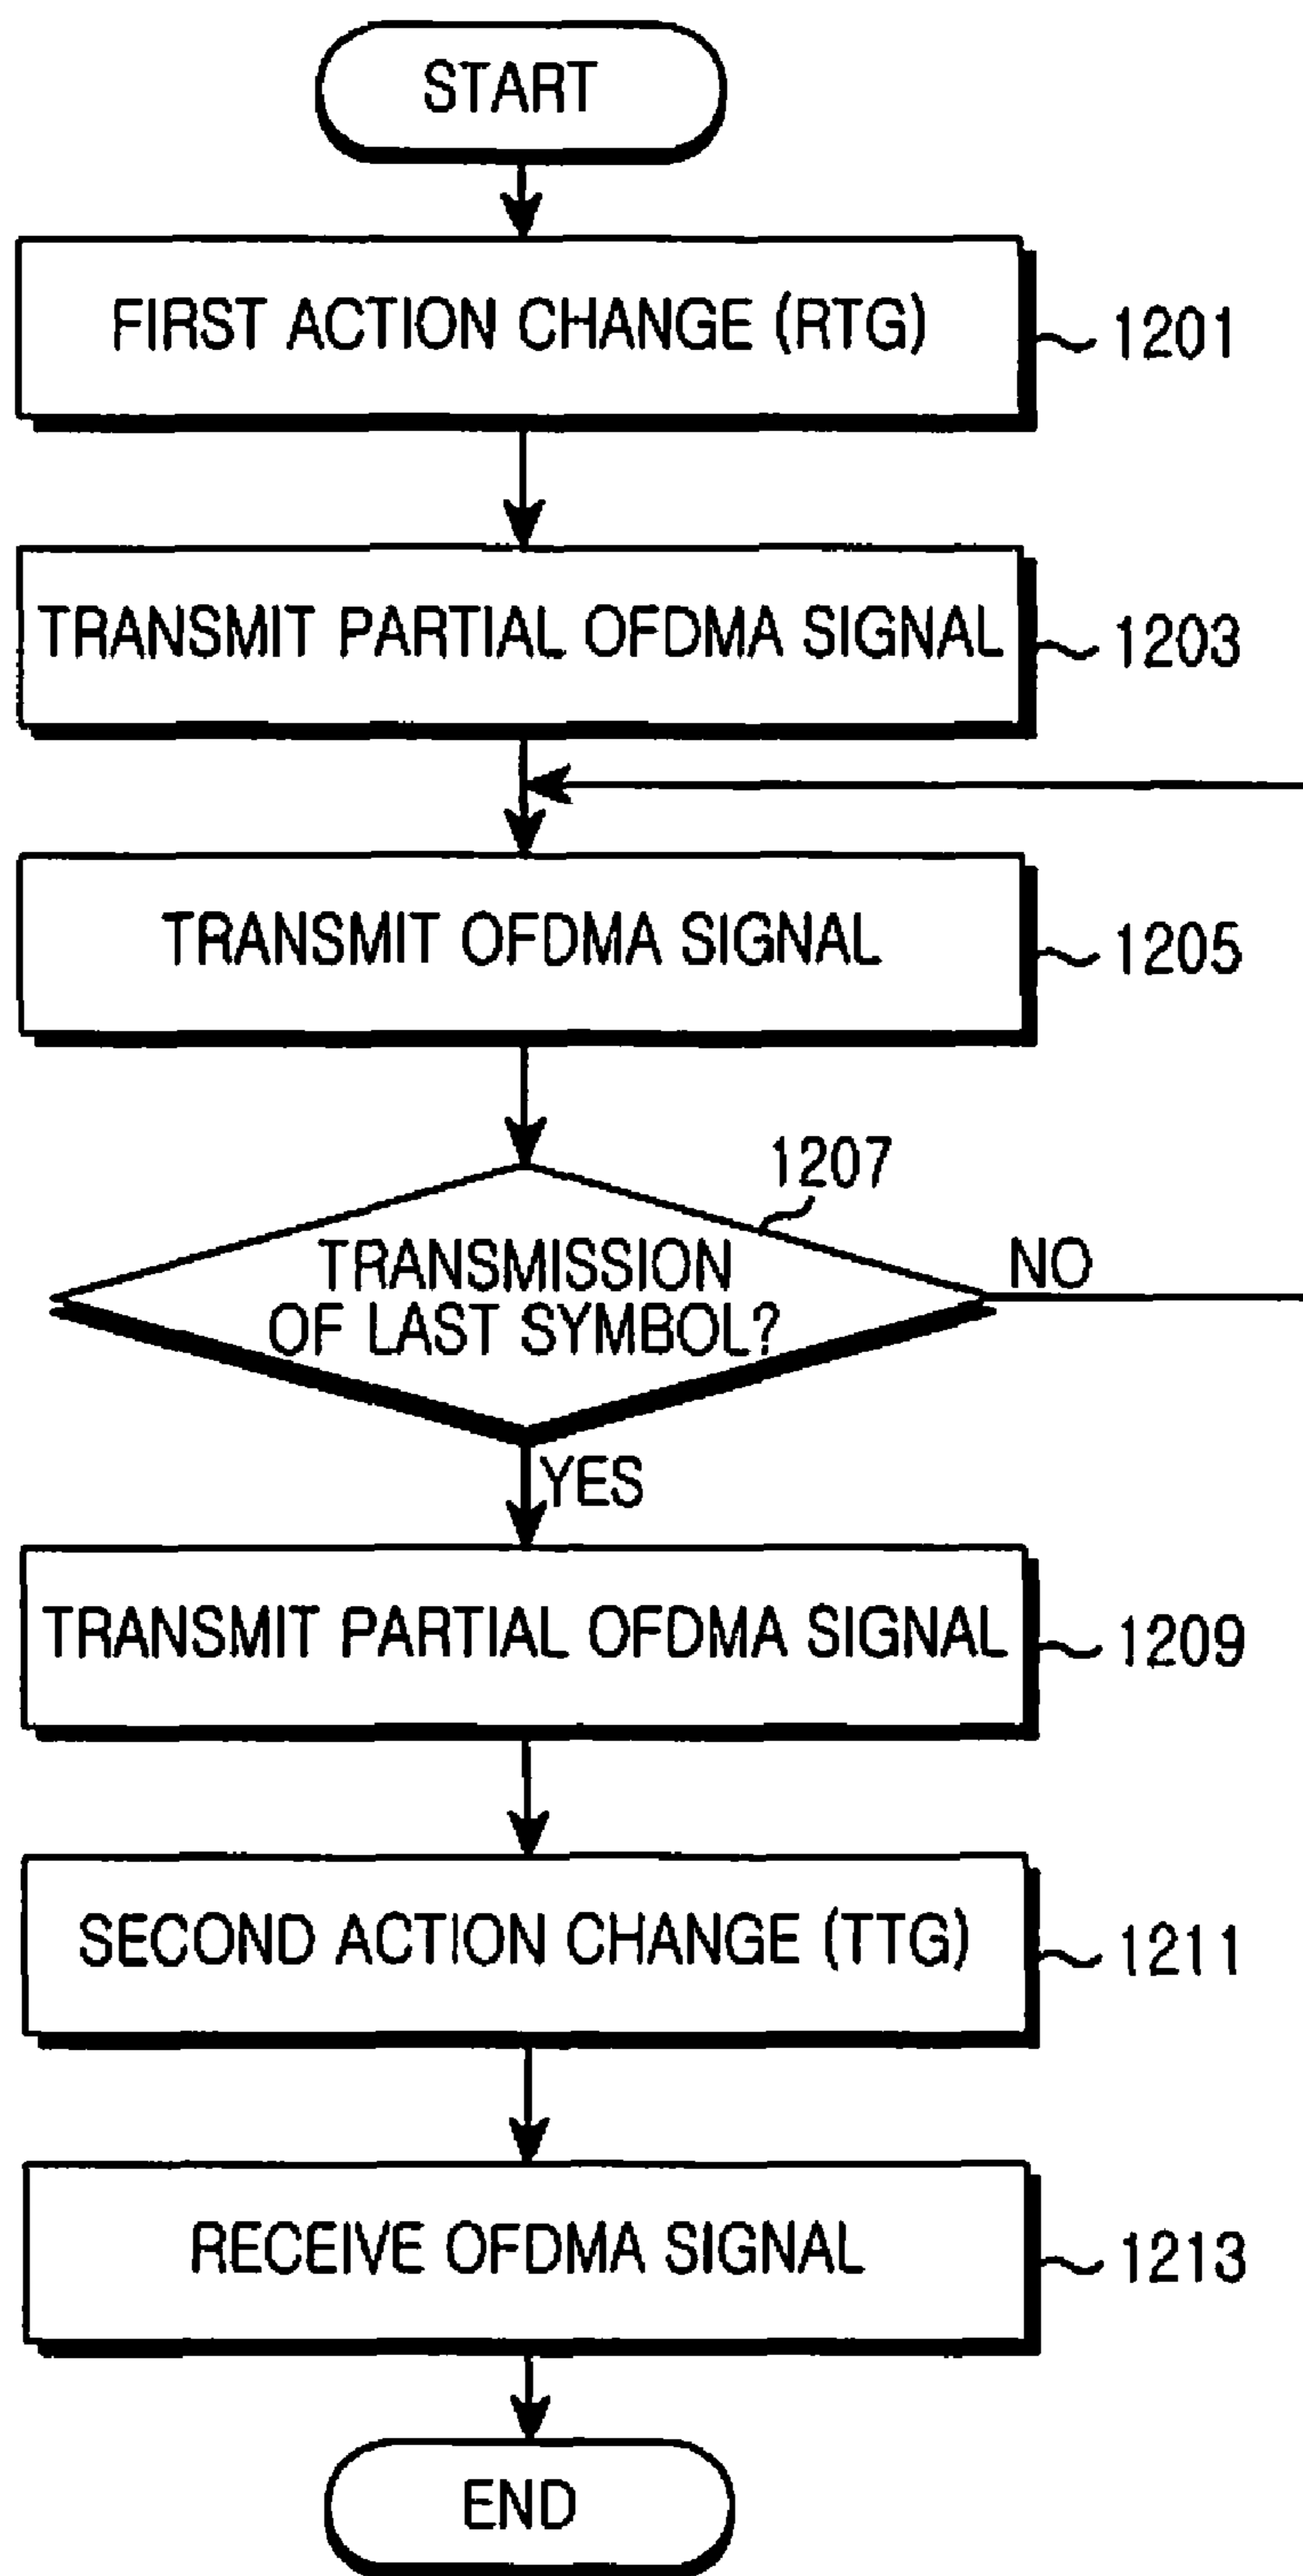 START
FIRST ACTION CHANGE (RTG)
1201
TRANSMIT PARTIAL OFDMA SIGNAL
1203
TRANSMIT OFDMA SIGNAL
1205
1207
TRANSMISSION
OF LAST SYMBOL?
NO
YES
TRANSMIT PARTIAL OFDMA SIGNAL
1209
SECOND ACTION CHANGE (TTG)
1211
RECEIVE OFDMA SIGNAL
1213
END